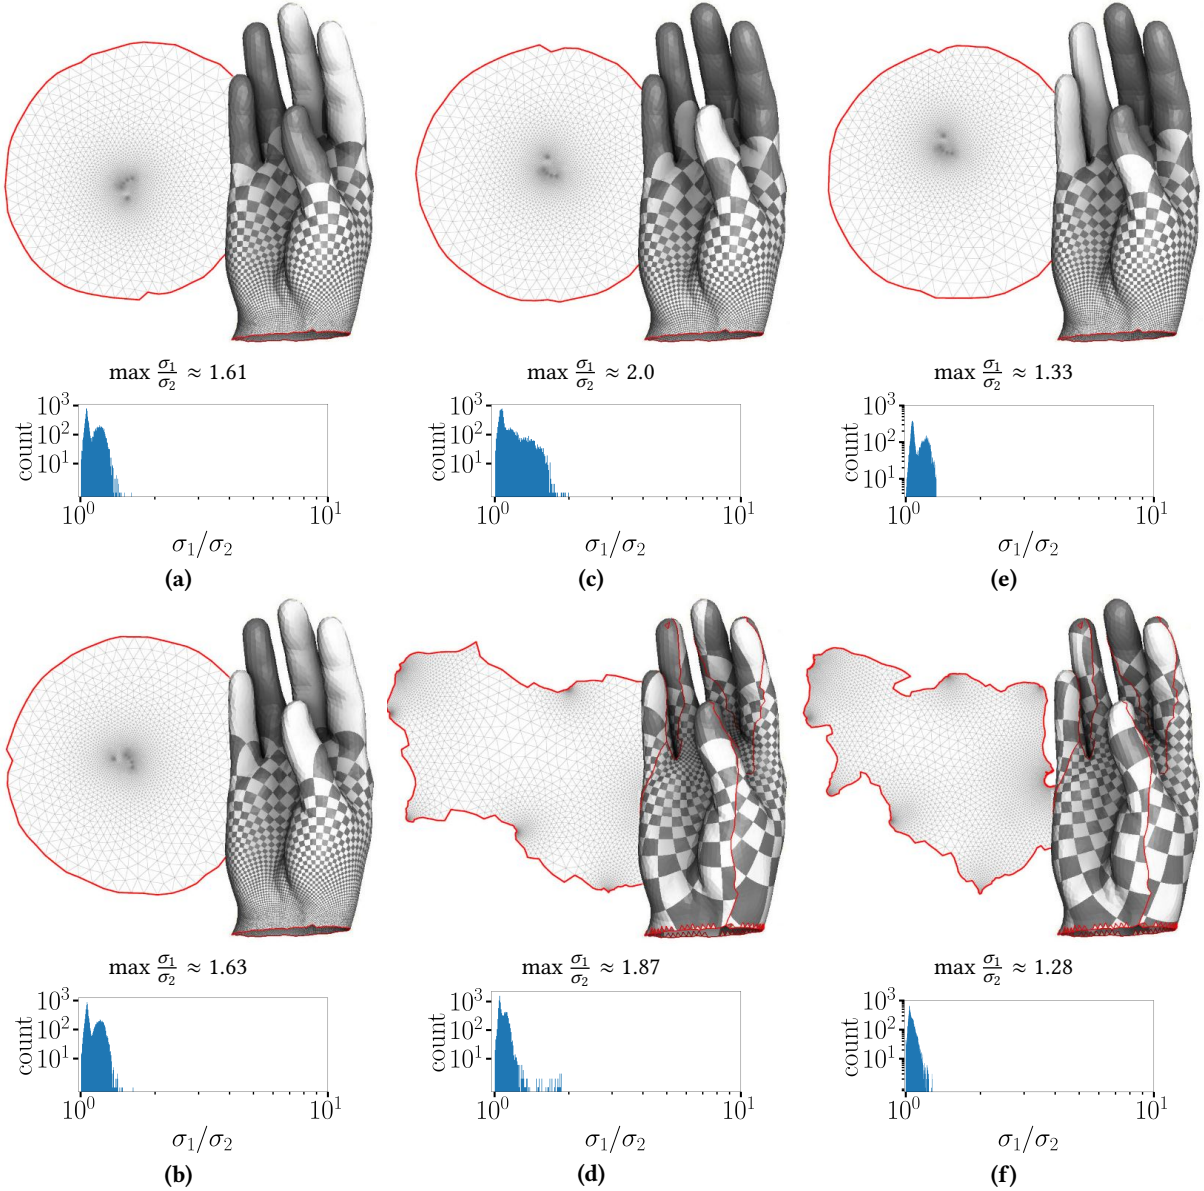 max σ₁/σ₂ ≈ 1.61
max σ₁/σ₂ ≈ 2.0
max σ₁/σ₂ ≈ 1.33
10³
10²
10¹
count
10⁰
10¹
σ₁/σ₂
(a)
10³
10²
10¹
count
10⁰
10¹
σ₁/σ₂
(c)
10³
10²
10¹
count
10⁰
10¹
σ₁/σ₂
(e)
max σ₁/σ₂ ≈ 1.63
max σ₁/σ₂ ≈ 1.87
max σ₁/σ₂ ≈ 1.28
10³
10²
10¹
count
10⁰
10¹
σ₁/σ₂
(b)
10³
10²
10¹
count
10⁰
10¹
σ₁/σ₂
(d)
10³
10²
10¹
count
10⁰
10¹
σ₁/σ₂
(f)